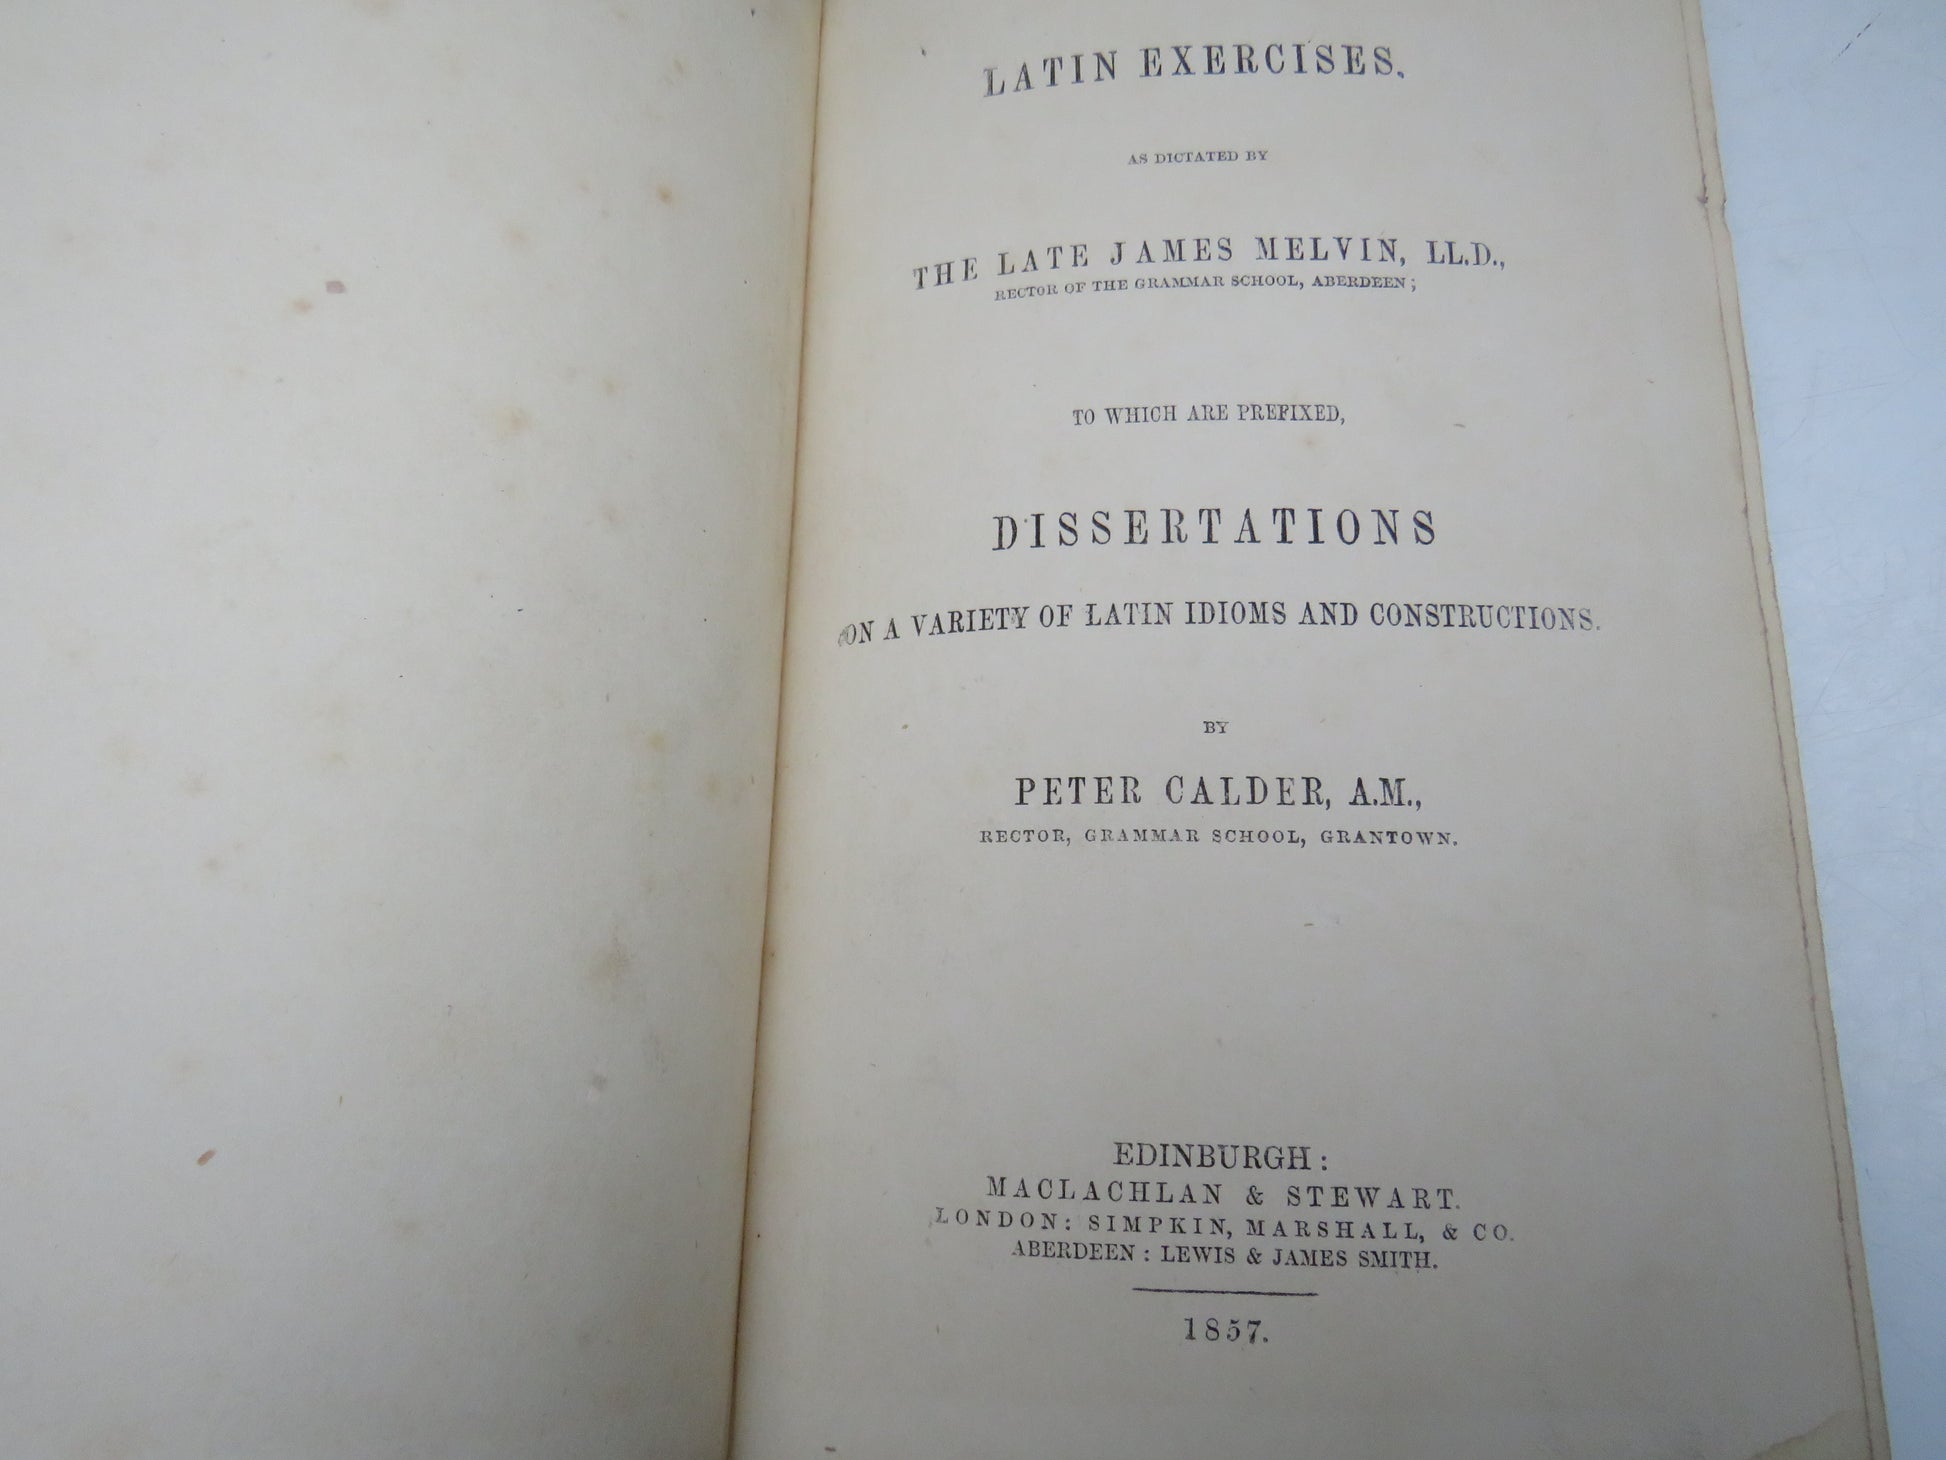 LATIN EXERCISES.
AS DICTATED BY
THE LATE JAMES MELVIN, LL.D.,
RECTOR OF THE GRAMMAR SCHOOL, ABERDEEN;
TO WHICH ARE PREFIXED,
DISSERTATIONS
ON A VARIETY OF LATIN IDIOMS AND CONSTRUCTIONS.
BY
PETER CALDER, A.M.,
RECTOR, GRAMMAR SCHOOL, GRANTOWN.
EDINBURGH:
MACLACHLAN & STEWART.
LONDON: SIMPKIN, MARSHALL, & CO.
ABERDEEN: LEWIS & JAMES SMITH.
1857.